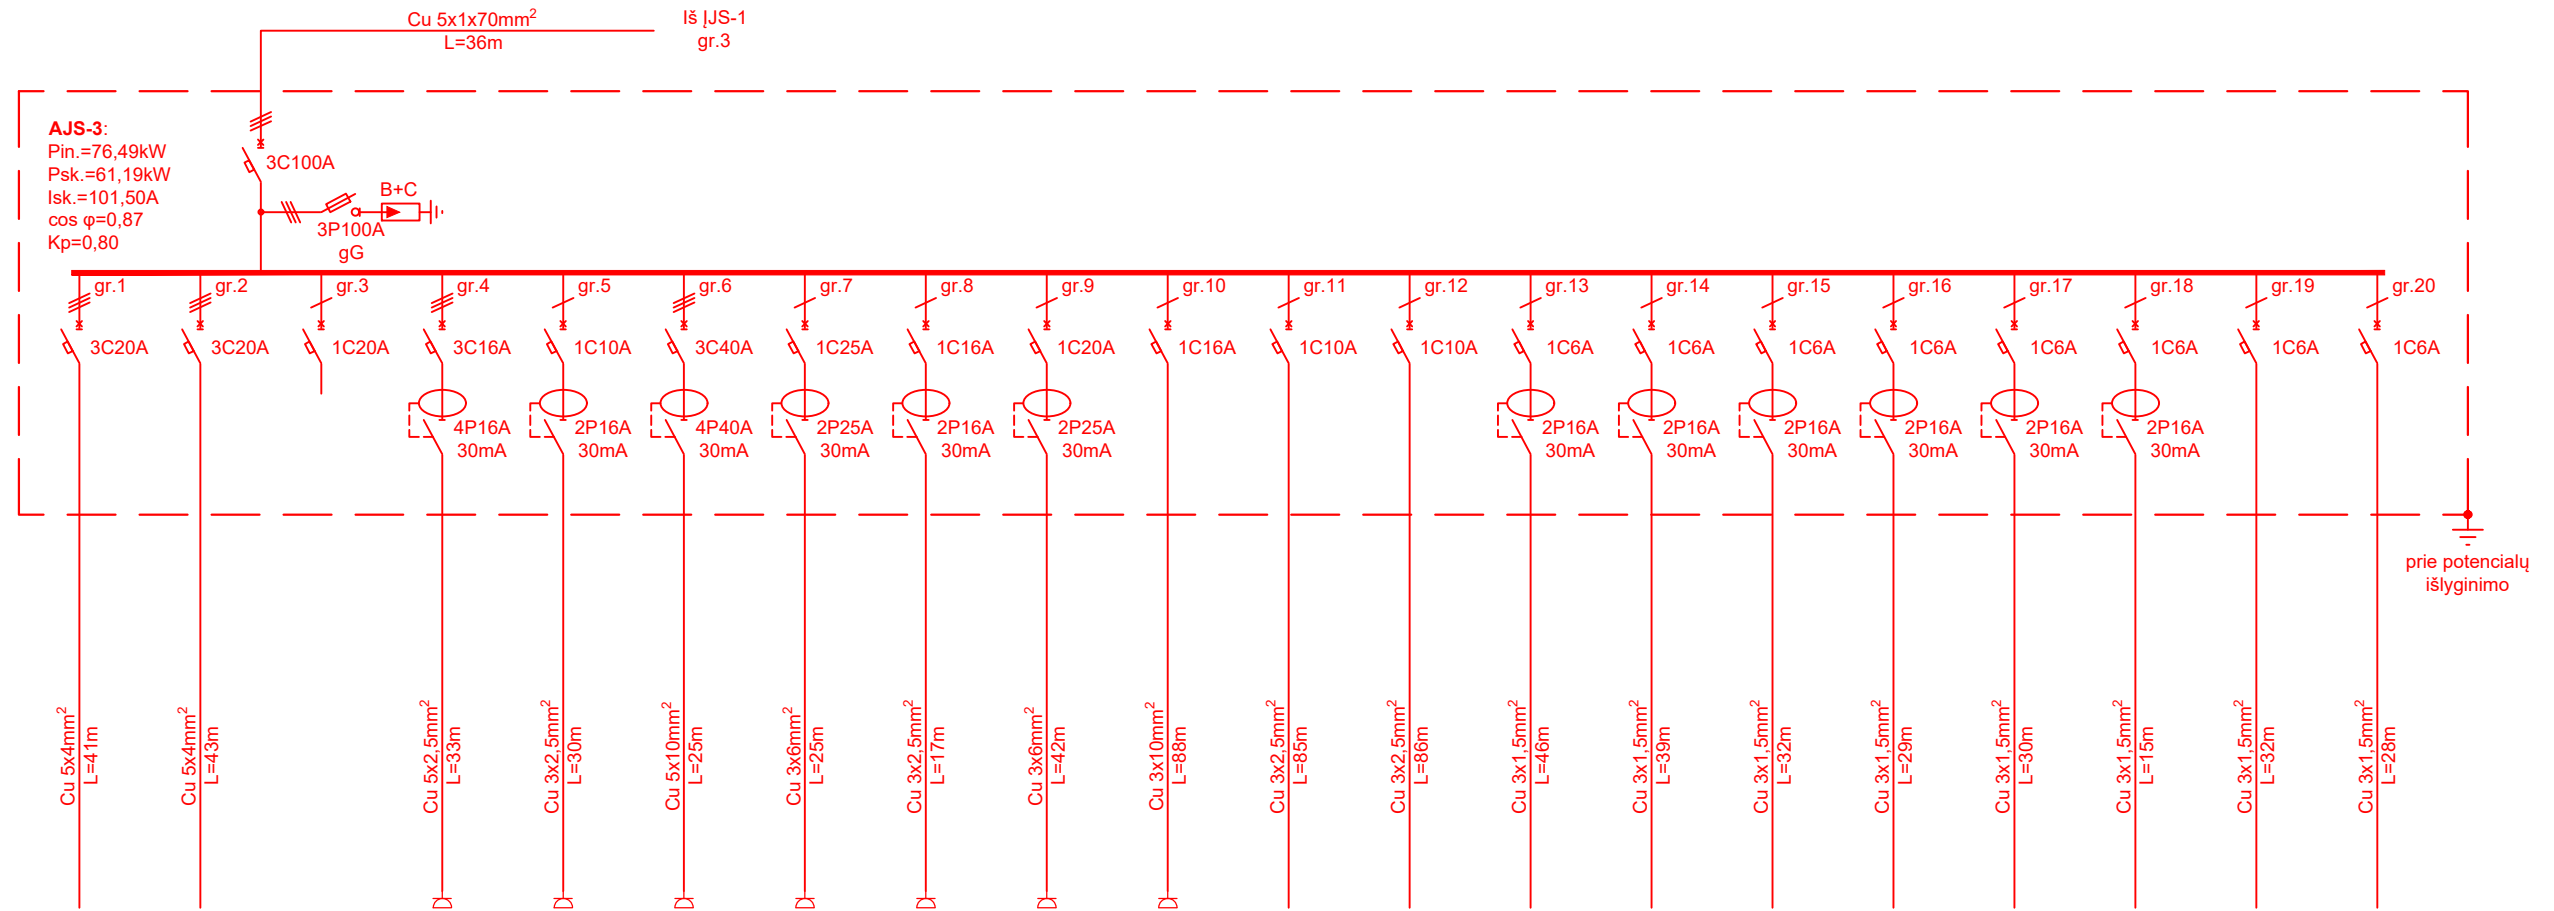 Cu 5x1x70mm²
L=36m
Iš ĮJS-1
gr.3
AJS-3:
Pin.=76,49kW
Psk.=61,19kW
Isk.=101,50A
cos φ=0,87
Kp=0,80
3C100A
B+C
3P100A
gG
gr.1
gr.2
gr.3
gr.4
gr.5
gr.6
gr.7
gr.8
gr.9
gr.10
gr.11
gr.12
gr.13
gr.14
gr.15
gr.16
gr.17
gr.18
gr.19
gr.20
3C20A
3C20A
1C20A
3C16A
1C10A
3C40A
1C25A
1C16A
1C20A
1C16A
1C10A
1C10A
1C6A
1C6A
1C6A
1C6A
1C6A
1C6A
1C6A
1C6A
4P16A
30mA
2P16A
30mA
4P40A
30mA
2P25A
30mA
2P16A
30mA
2P25A
30mA
2P16A
30mA
2P16A
30mA
2P16A
30mA
2P16A
30mA
2P16A
30mA
2P16A
30mA
prie potencialų
išlyginimo
Cu 5x4mm²
L=41m
Cu 5x4mm²
L=43m
Cu 5x2,5mm²
L=33m
Cu 3x2,5mm²
L=30m
Cu 5x10mm²
L=25m
Cu 3x6mm²
L=25m
Cu 3x2,5mm²
L=17m
Cu 3x6mm²
L=42m
Cu 3x10mm²
L=88m
Cu 3x2,5mm²
L=85m
Cu 3x2,5mm²
L=86m
Cu 3x1,5mm²
L=46m
Cu 3x1,5mm²
L=39m
Cu 3x1,5mm²
L=32m
Cu 3x1,5mm²
L=29m
Cu 3x1,5mm²
L=30m
Cu 3x1,5mm²
L=15m
Cu 3x1,5mm²
L=32m
Cu 3x1,5mm²
L=28m